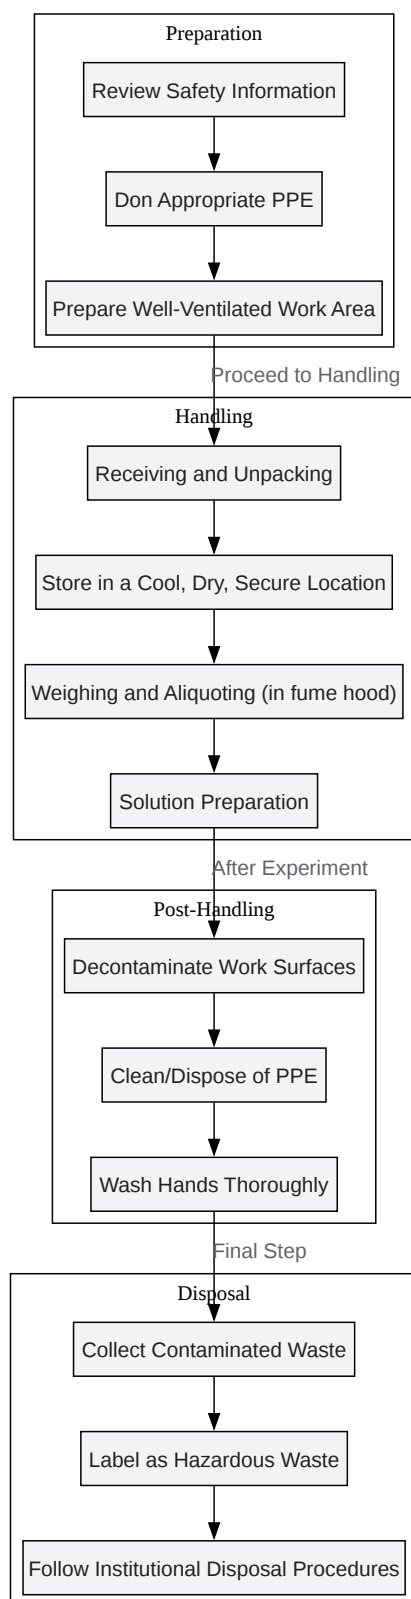 Preparation
Review Safety Information
Don Appropriate PPE
Prepare Well-Ventilated Work Area
Proceed to Handling
Handling
Receiving and Unpacking
Store in a Cool, Dry, Secure Location
Weighing and Aliquoting (in fume hood)
Solution Preparation
After Experiment
Post-Handling
Decontaminate Work Surfaces
Clean/Dispose of PPE
Wash Hands Thoroughly
Final Step
Disposal
Collect Contaminated Waste
Label as Hazardous Waste
Follow Institutional Disposal Procedures